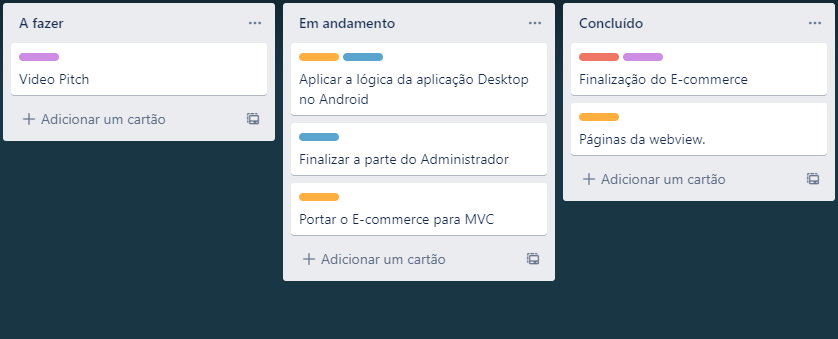 A fazer
Video Pitch
Adicionar um cartão
Em andamento
Aplicar a lógica da aplicação Desktop
no Android
Finalizar a parte do Administrador
Portar o E-commerce para MVC
Adicionar um cartão
Concluído
Finalização do E-commerce
Páginas da webview.
Adicionar um cartão